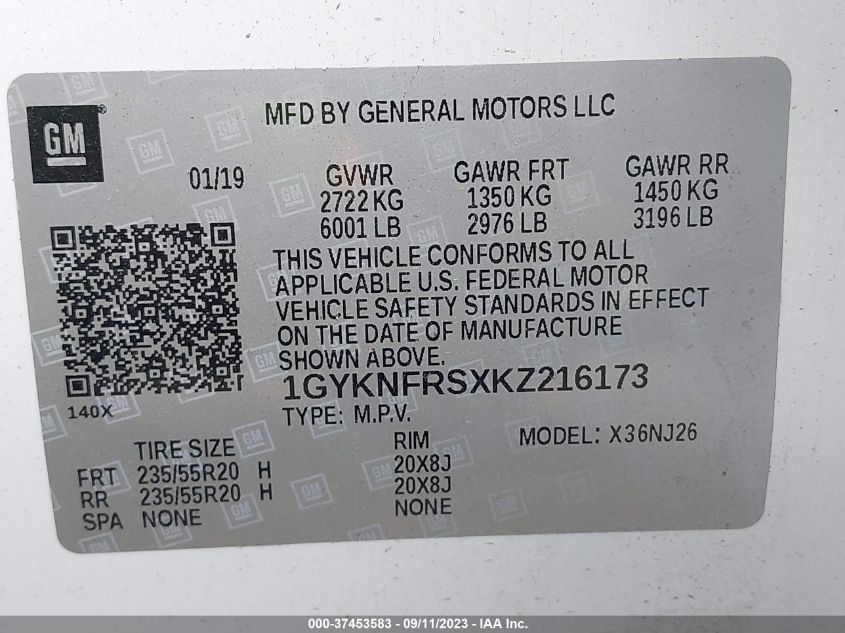 GM
MFD BY GENERAL MOTORS LLC
01/19
GVWR
2722 KG
6001 LB
GAWR FRT
1350 KG
2976 LB
GAWR RR
1450 KG
3196 LB
THIS VEHICLE CONFORMS TO ALL
APPLICABLE U.S. FEDERAL MOTOR
VEHICLE SAFETY STANDARDS IN EFFECT
ON THE DATE OF MANUFACTURE
SHOWN ABOVE.
140X
1GYKNFRSXKZ216173
TYPE: M.P.V.
MODEL: X36NJ26
TIRE SIZE RIM
FRT 235/55R20 H 20X8J
RR 235/55R20 H 20X8J
SPA NONE NONE
000-37453583 - 09/11/2023 - IAA Inc.